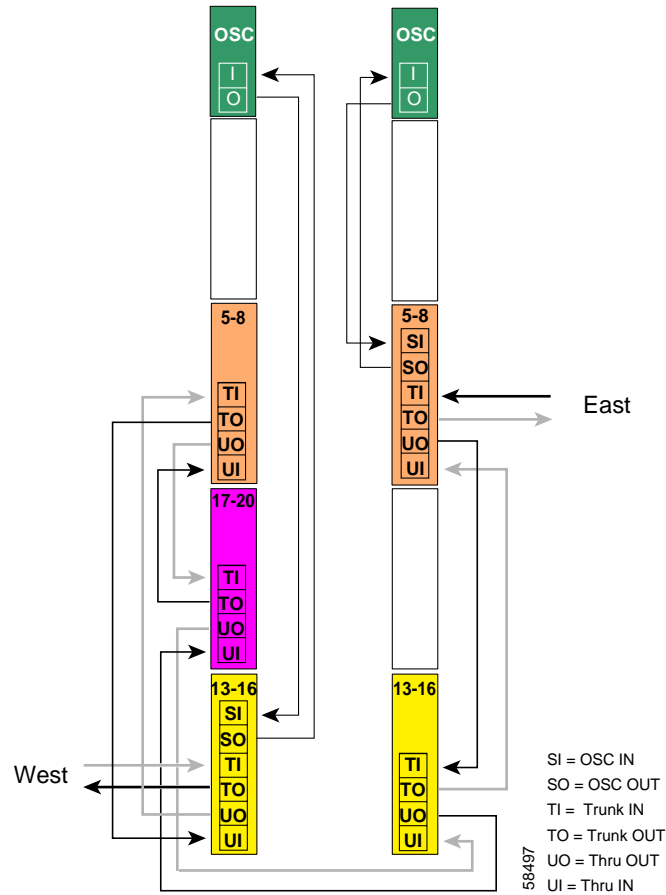 OSC
I
O
5-8
TI
TO
UO
UI
17-20
TI
TO
UO
UI
13-16
SI
SO
TI
TO
UO
UI
West
OSC
I
O
5-8
SI
SO
TI
TO
UO
UI
East
13-16
TI
TO
UO
UI
SI = OSC IN
SO = OSC OUT
TI = Trunk IN
TO = Trunk OUT
UO = Thru OUT
UI = Thru IN
58497